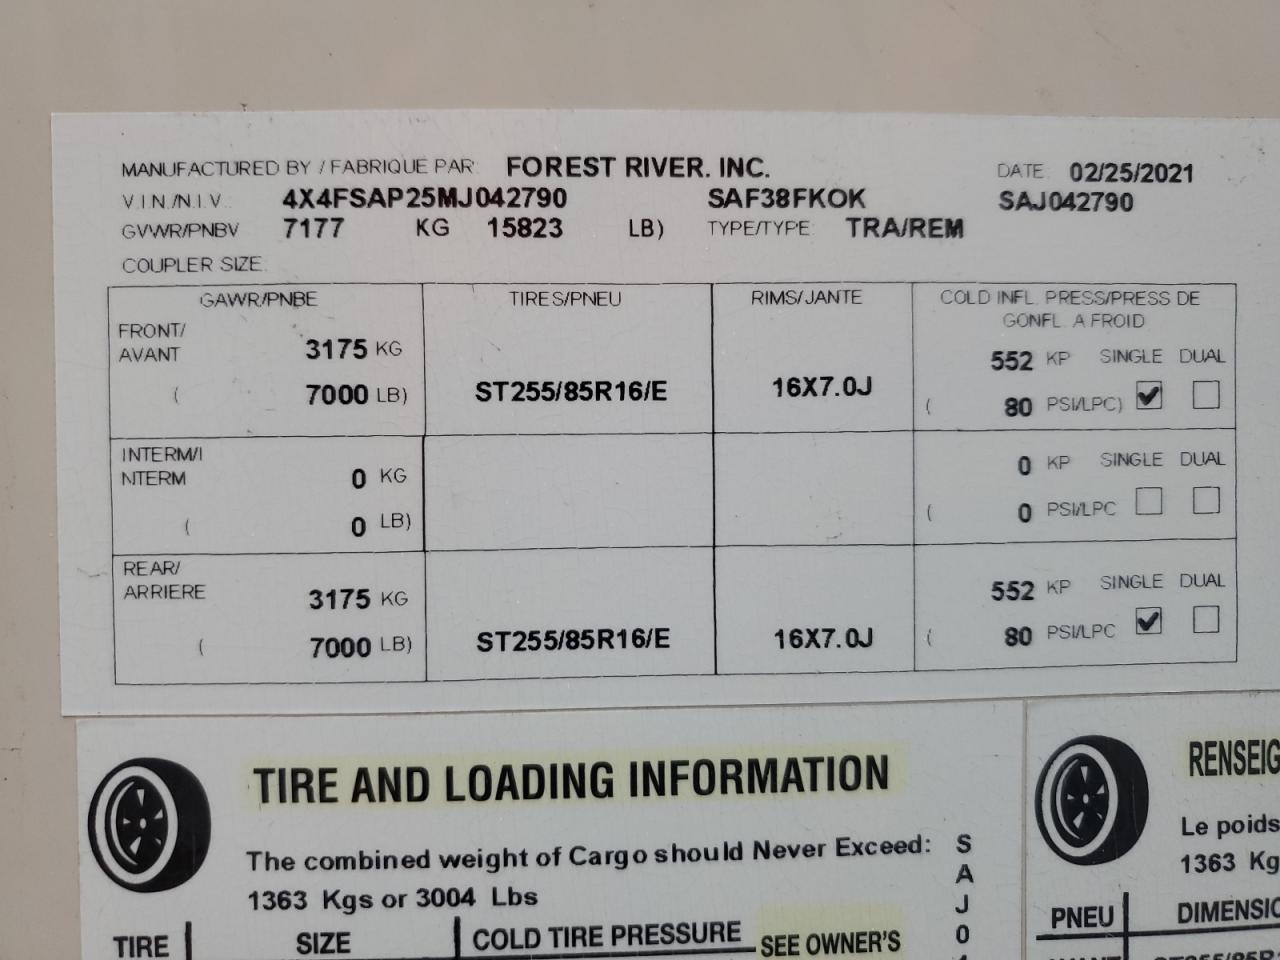 MANUFACTURED BY / FABRIQUE PAR: FOREST RIVER. INC. DATE: 02/25/2021
V.I.N./N.I.V.: 4X4FSAP25MJ042790 SAF38FKOK SAJ042790
GVWR/PNBV 7177 KG 15823 LB) TYPE/TYPE: TRA/REM
COUPLER SIZE:
GAWR/PNBE TIRES/PNEU RIMS/JANTE COLD INFL. PRESS/PRESS DE
GONFL. A FROID
FRONT/
AVANT 3175 KG 552 KP SINGLE DUAL
( 7000 LB) ST255/85R16/E 16X7.0J ( 80 PSI/LPC)
INTERM/I
NTERM 0 KG 0 KP SINGLE DUAL
( 0 LB) ( 0 PSI/LPC
REAR/
ARRIERE 3175 KG 552 KP SINGLE DUAL
( 7000 LB) ST255/85R16/E 16X7.0J ( 80 PSI/LPC
TIRE AND LOADING INFORMATION
The combined weight of Cargo should Never Exceed:
1363 Kgs or 3004 Lbs
TIRE SIZE COLD TIRE PRESSURE SEE OWNER'S
S
A
J
0
RENSEIG
Le poids
1363 Kg
PNEU DIMENSIO